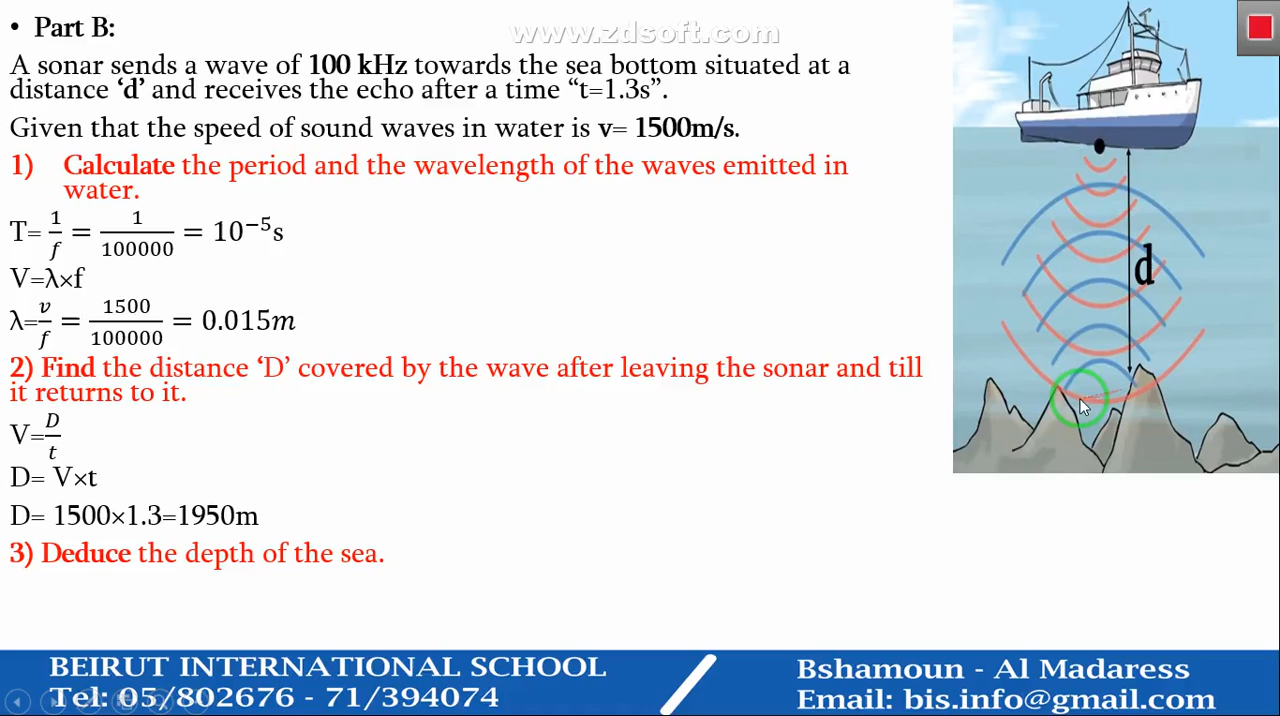 www.zdsoft.com
• Part B:
A sonar sends a wave of 100 kHz towards the sea bottom situated at a
distance ‘d’ and receives the echo after a time “t=1.3s”.
Given that the speed of sound waves in water is v= 1500m/s.
1) Calculate the period and the wavelength of the waves emitted in
water.
T= 1/f = 1/100000 = 10⁻⁵s
V=λ×f
λ= v/f = 1500/100000 = 0.015m
2) Find the distance ‘D’ covered by the wave after leaving the sonar and till
it returns to it.
V= D/t
D= V×t
D= 1500×1.3=1950m
3) Deduce the depth of the sea.
d
BEIRUT INTERNATIONAL SCHOOL
Tel: 05/802676 - 71/394074
Bshamoun - Al Madaress
Email: bis.info@gmail.com